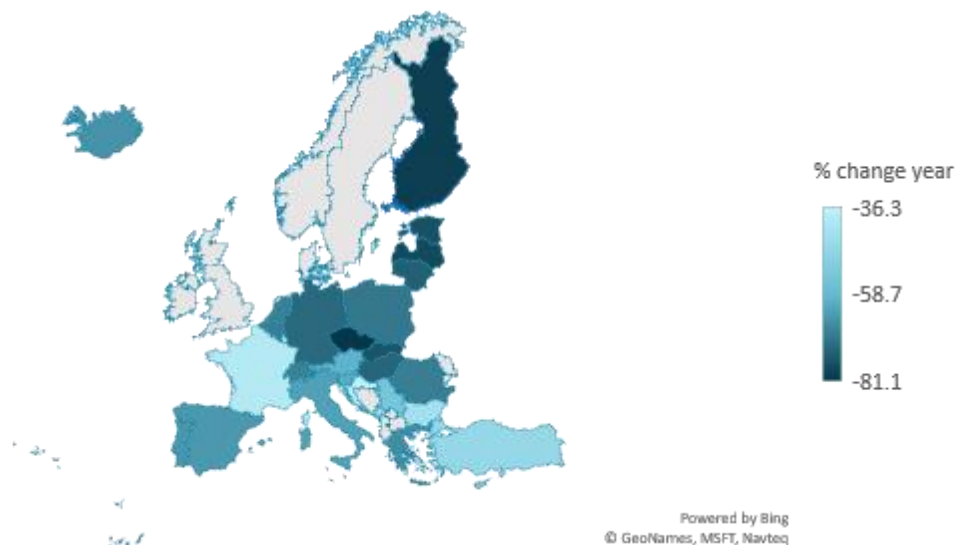 % change year
-36.3
-58.7
-81.1
Powered by Bing
© GeoNames, MSFT, Navteq